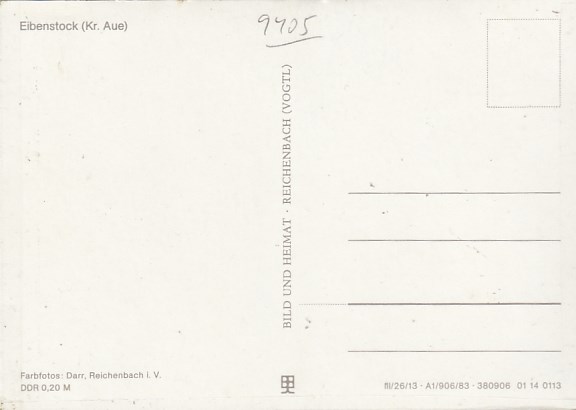 Eibenstock (Kr. Aue)
9405
BILD UND HEIMAT · REICHENBACH (VOGTL)
Farbfotos: Darr, Reichenbach i. V.
DDR 0,20 M
fll/26/13 · A1/906/83 · 380906 01 14 0113